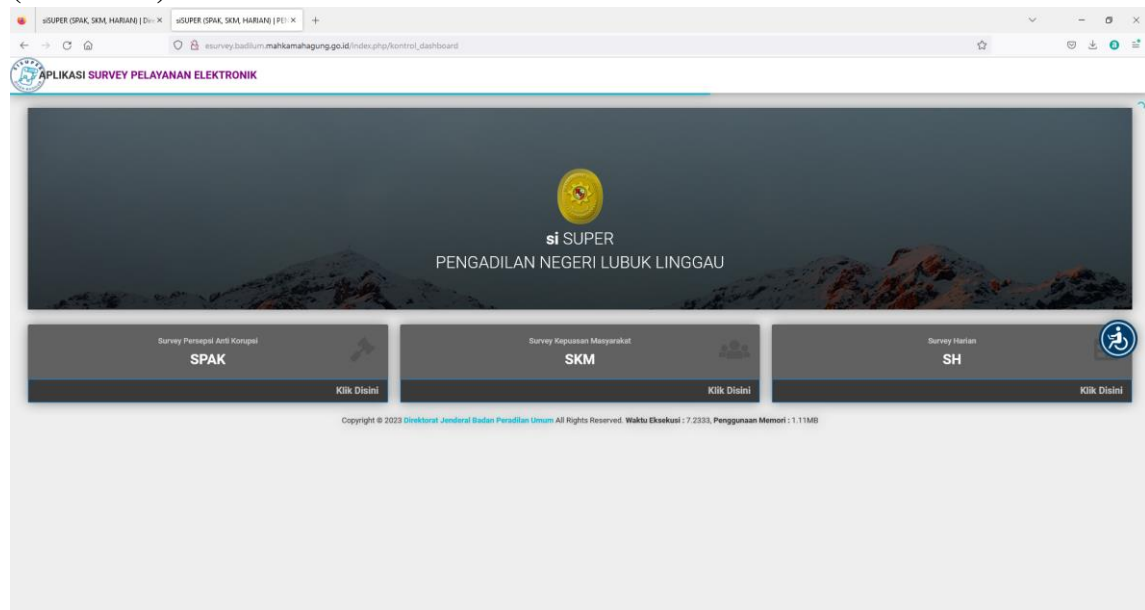 siSUPER (SPAK, SKM, HARIAN) | Dir
siSUPER (SPAK, SKM, HARIAN) | PE
esurvey.badilum.mahkamahagung.go.id/index.php/kontrol_dashboard
APLIKASI SURVEY PELAYANAN ELEKTRONIK
si SUPER
PENGADILAN NEGERI LUBUK LINGGAU
Survey Persepsi Anti Korupsi
SPAK
Klik Disini
Survey Kepuasan Masyarakat
SKM
Klik Disini
Survey Harian
SH
Klik Disini
Copyright © 2023 Direktorat Jenderal Badan Peradilan Umum All Rights Reserved. Waktu Eksekusi : 7.2333, Penggunaan Memori : 1.11MB